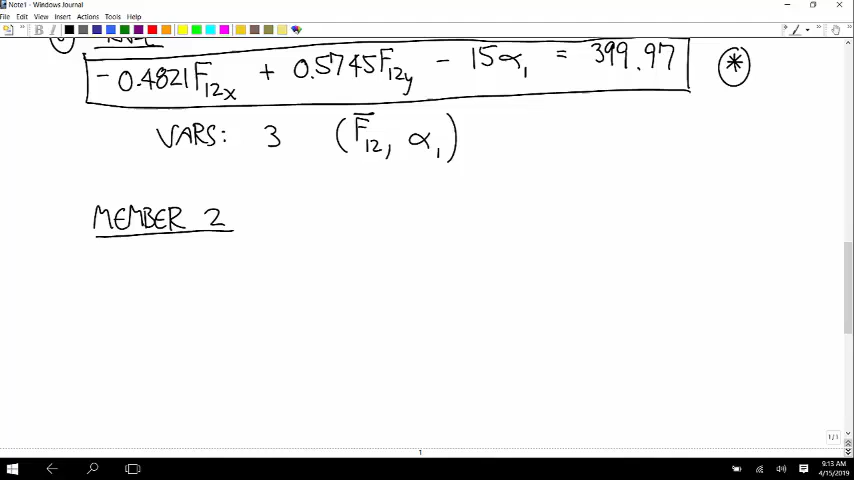 Note1 - Windows Journal
File Edit View Insert Actions Tools Help
B I
- 0.4821F12x + 0.5745F12y - 15α1 = 399.97 *
VARS: 3 (F̅12, α1)
MEMBER 2
1/1
1
9:13 AM
4/15/2019